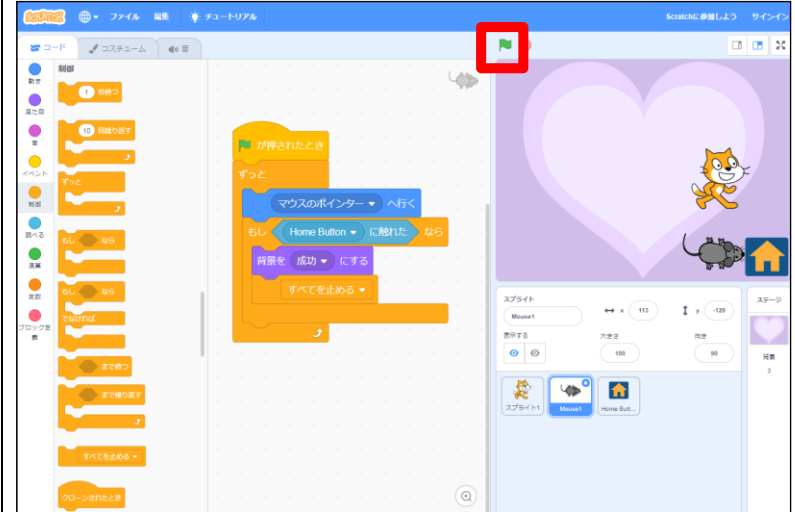 SCRATCH
ファイル
編集
チュートリアル
Scratchに参加しよう
サインイン
コード
コスチューム
音
動き
見た目
音
イベント
制御
調べる
演算
変数
ブロック定義
制御
1 秒待つ
10 回繰り返す
ずっと
もし なら
もし なら
でなければ
まで待つ
まで繰り返す
すべてを止める
クローンされたとき
が押されたとき
ずっと
マウスのポインター へ行く
もし Home Button に触れた なら
背景を 成功 にする
すべてを止める
スプライト
Mouse1
x 113
y -129
表示する
大きさ
100
向き
90
スプライト1
Mouse1
Home Butt...
ステージ
背景
3